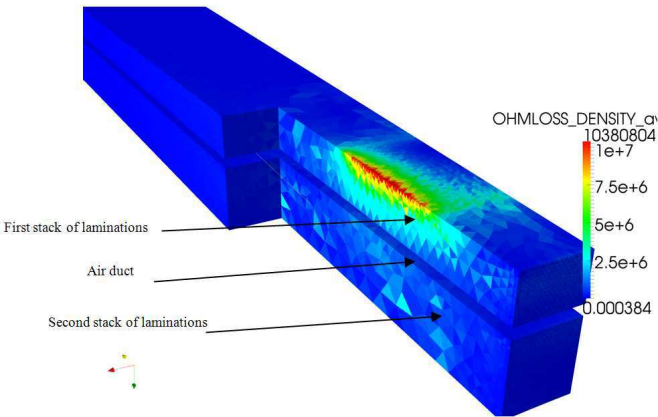 OHMLOSS_DENSITY_av
10380804
1e+7
7.5e+6
5e+6
2.5e+6
0.000384
First stack of laminations
Air duct
Second stack of laminations